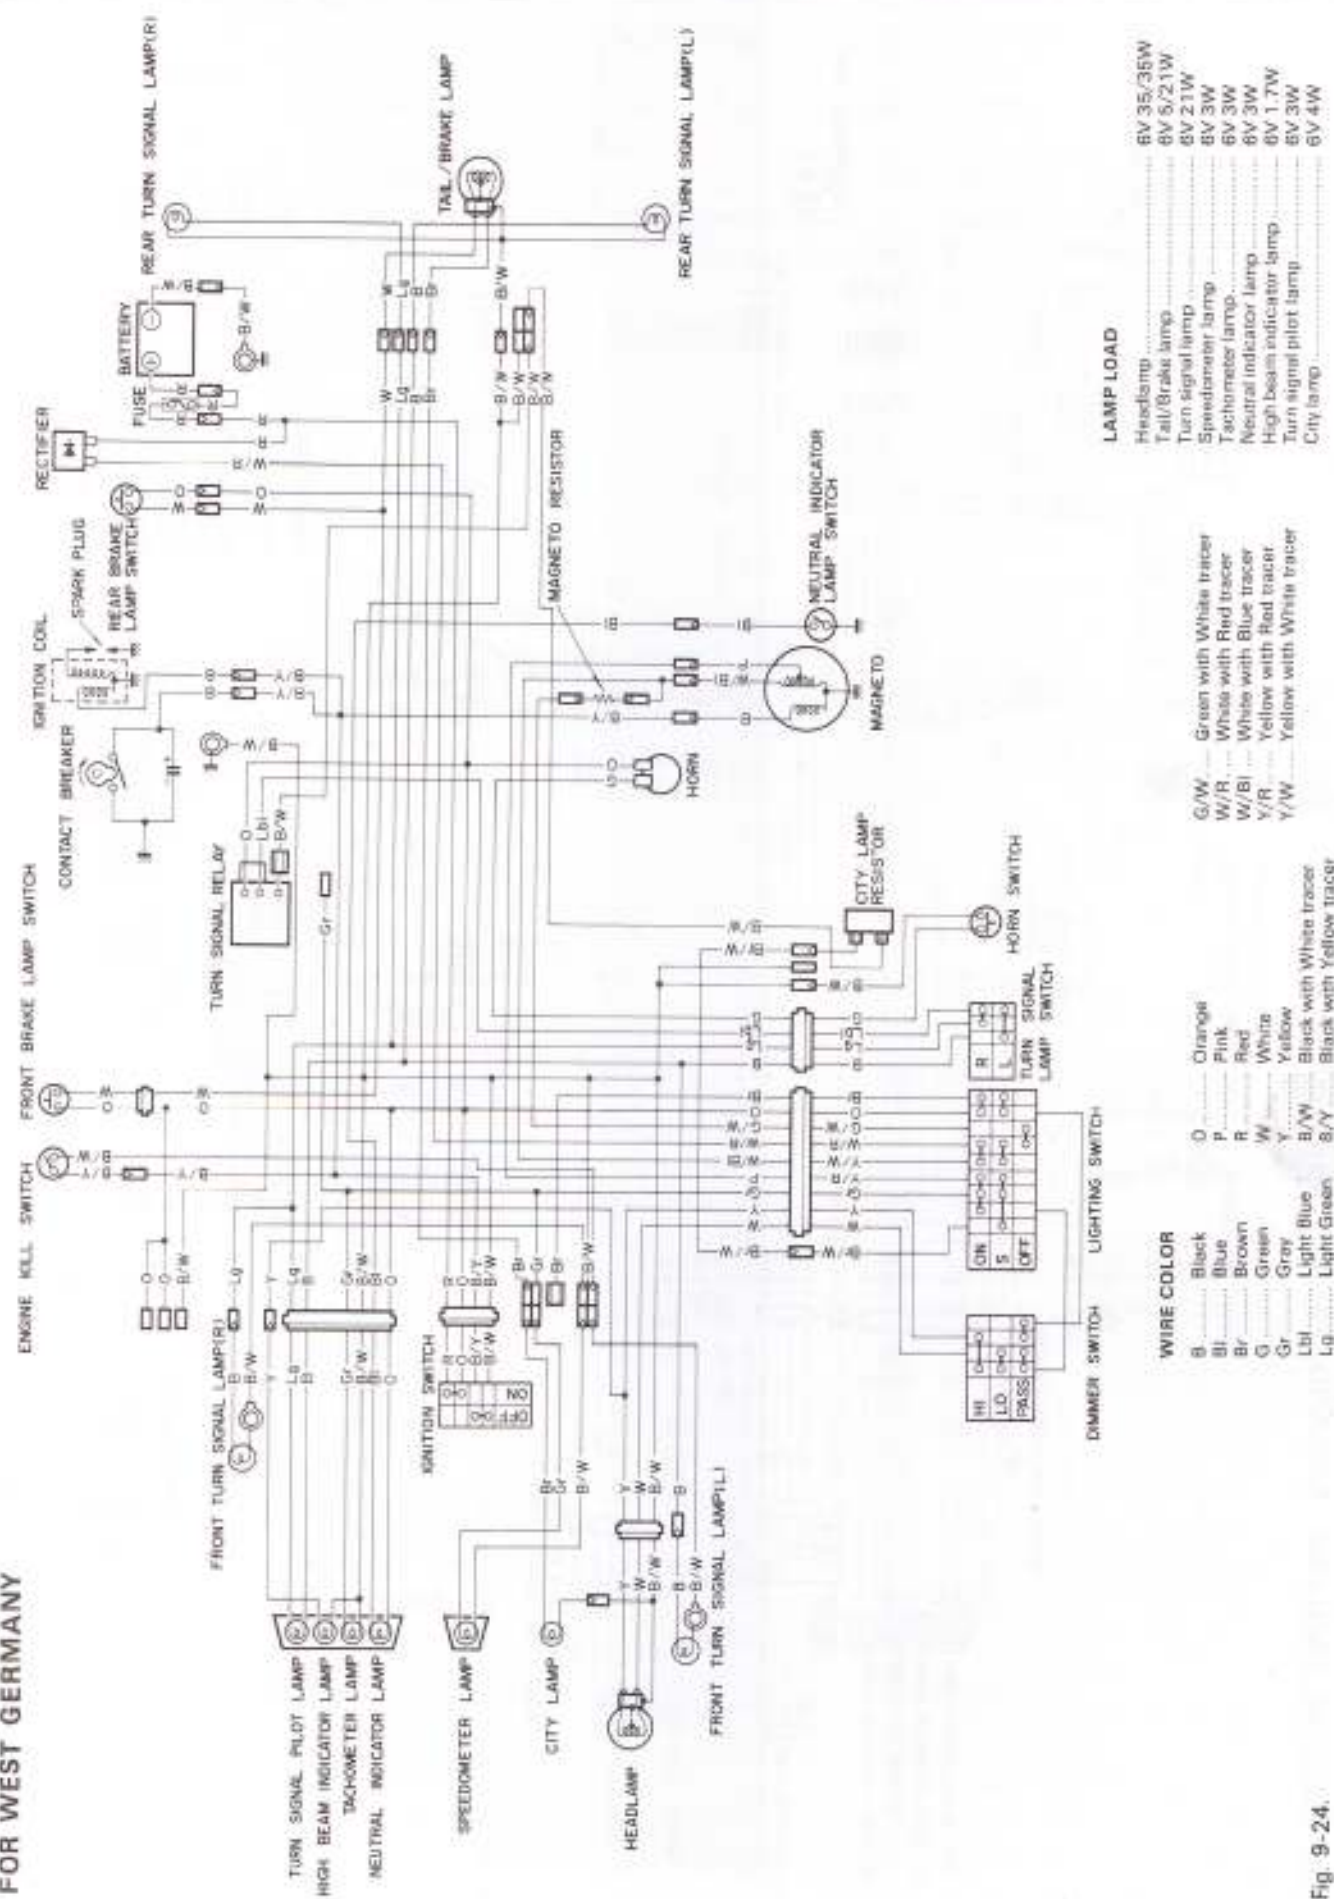 FOR WEST GERMANY
ENGINE KILL SWITCH
FRONT BRAKE LAMP SWITCH
CONTACT BREAKER
IGNITION COIL
SPARK PLUG
REAR BRAKE
LAMP SWITCH
RECTIFIER
FUSE
BATTERY
REAR TURN SIGNAL LAMP(R)
TAIL/BRAKE LAMP
REAR TURN SIGNAL LAMP(L)
TURN SIGNAL RELAY
MAGNETO RESISTOR
NEUTRAL INDICATOR
LAMP SWITCH
MAGNETO
HORN
CITY LAMP
RESISTOR
HORN SWITCH
TURN SIGNAL
LAMP SWITCH
R
L
LIGHTING SWITCH
ON
S
OFF
DIMMER SWITCH
HI
LO
PASS
IGNITION SWITCH
ON
OFF
FRONT TURN SIGNAL LAMP(R)
TURN SIGNAL PILOT LAMP
HIGH BEAM INDICATOR LAMP
TACHOMETER LAMP
NEUTRAL INDICATOR LAMP
SPEEDOMETER LAMP
CITY LAMP
HEADLAMP
FRONT TURN SIGNAL LAMP(L)
WIRE COLOR
B Black
Bl Blue
Br Brown
G Green
Gr Gray
Lbl Light Blue
Lg Light Green
O Orange
P Pink
R Red
W White
Y Yellow
B/W Black with White tracer
B/Y Black with Yellow tracer
G/W Green with White tracer
W/R White with Red tracer
W/Bl White with Blue tracer
Y/R Yellow with Red tracer
Y/W Yellow with White tracer
LAMP LOAD
Headlamp 6V 35/35W
Tail/Brake lamp 6V 5/21W
Turn signal lamp 6V 21W
Speedometer lamp 6V 3W
Tachometer lamp 6V 3W
Neutral indicator lamp 6V 3W
High beam indicator lamp 6V 1.7W
Turn signal pilot lamp 6V 3W
City lamp 6V 4W
Fig. 9-24.